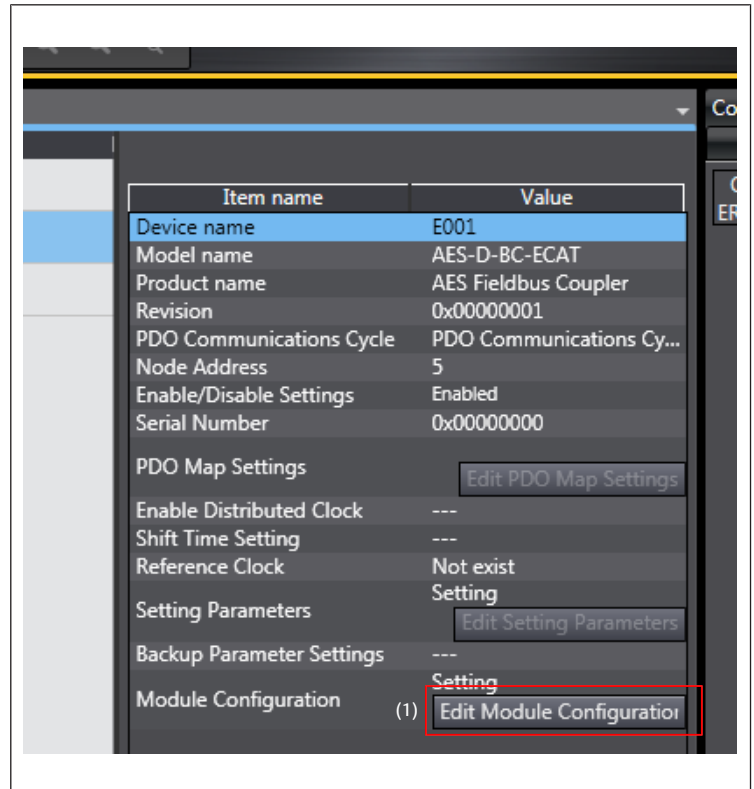 Co
Item name Value
ER
Device name E001
Model name AES-D-BC-ECAT
Product name AES Fieldbus Coupler
Revision 0x00000001
PDO Communications Cycle PDO Communications Cy...
Node Address 5
Enable/Disable Settings Enabled
Serial Number 0x00000000
PDO Map Settings Edit PDO Map Settings
Enable Distributed Clock ---
Shift Time Setting ---
Reference Clock Not exist
Setting
Setting Parameters Edit Setting Parameters
Backup Parameter Settings ---
Setting
Module Configuration (1) Edit Module Configuration